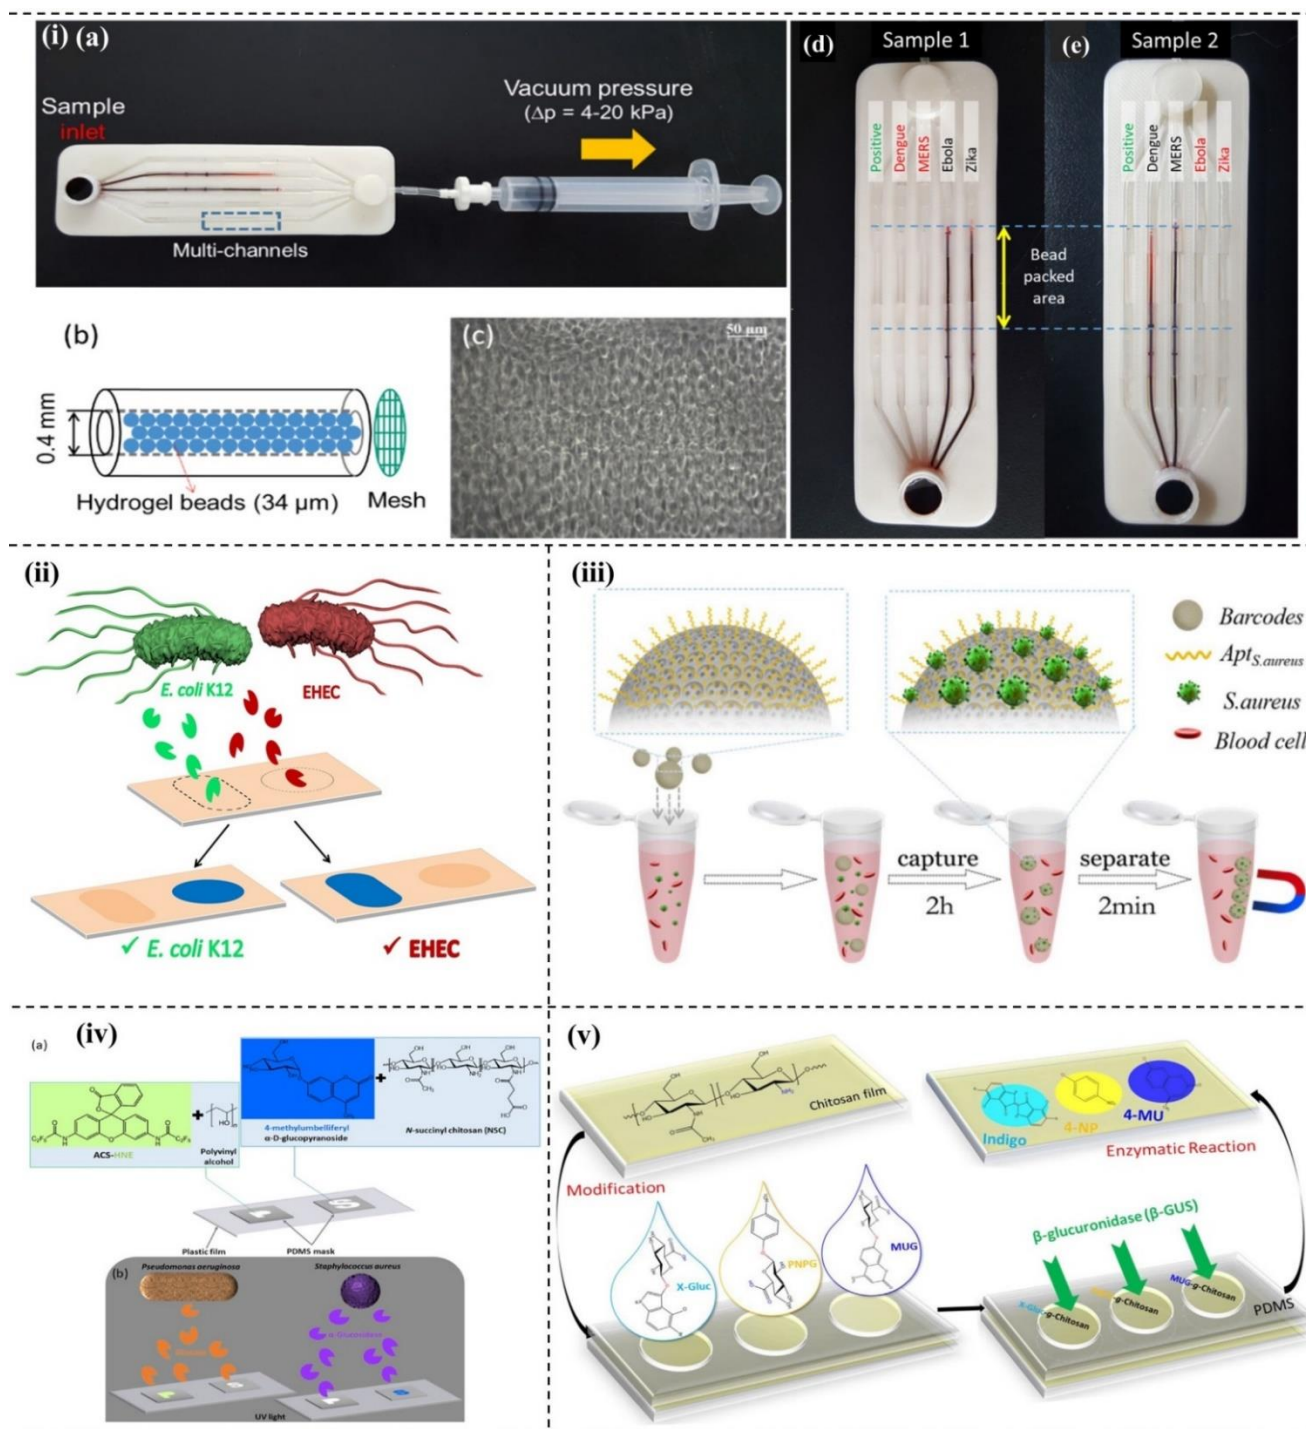 (i) (a)
Sample
inlet
Multi-channels
Vacuum pressure
(Δp = 4-20 kPa)
(d)
Sample 1
Positive
Dengue
MERS
Ebola
Zika
(e)
Sample 2
Positive
Dengue
MERS
Ebola
Zika
Bead
packed
area
(b)
0.4 mm
Hydrogel beads (34 μm)
Mesh
(c)
(ii)
E. coli K12
EHEC
✓ E. coli K12
✓ EHEC
(iii)
Barcodes
AptS.aureus
S.aureus
Blood cell
capture
2h
separate
2min
(iv)
(a)
ACS-HNE
Polyvinyl
alcohol
4-methylumbelliferyl
α-D-glucopyranoside
N-succinyl chitosan (NSC)
Plastic film
PDMS mask
(b)
Pseudomonas aeruginosa
Staphylococcus aureus
α-Glucosidase
UV light
(v)
Chitosan film
Modification
X-Gluc
PNPG
MUG
Indigo
4-NP
4-MU
Enzymatic Reaction
β-glucuronidase (β-GUS)
X-Gluc-g-Chitosan
g-Chitosan
MUG-g-Chitosan
PDMS